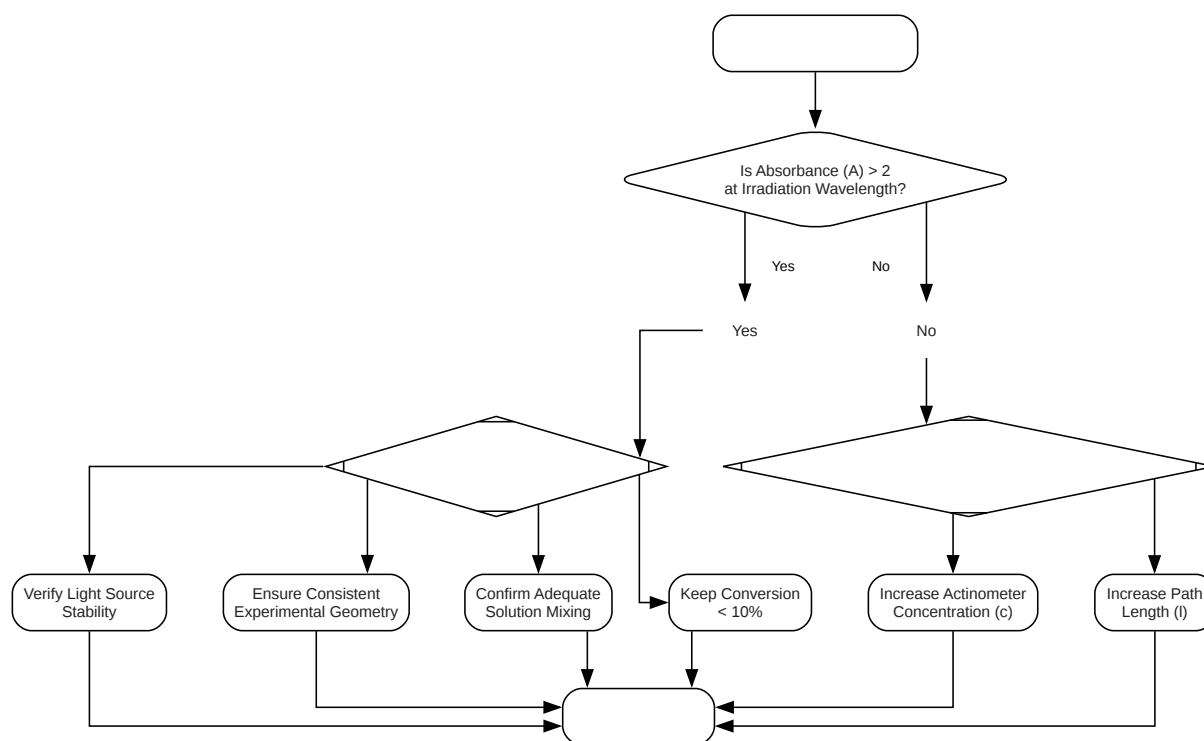 Is Absorbance (A) > 2
at Irradiation Wavelength?
Yes
No
Yes
No
Verify Light Source
Stability
Ensure Consistent
Experimental Geometry
Confirm Adequate
Solution Mixing
Keep Conversion
< 10%
Increase Actinometer
Concentration (c)
Increase Path
Length (l)